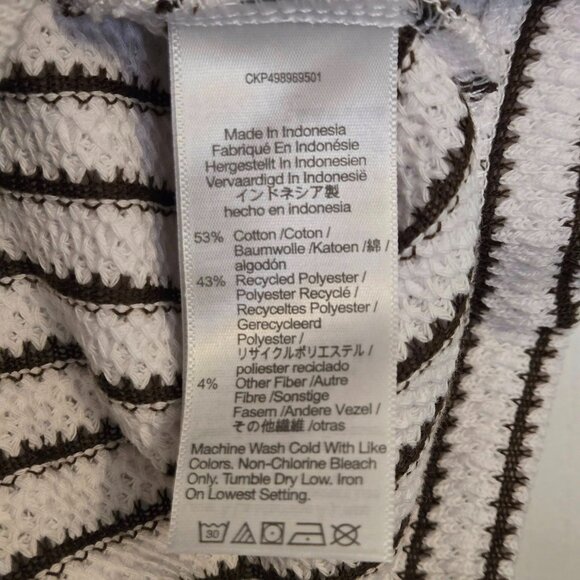 CKP498969501
Made In Indonesia
Fabriqué En Indonésie
Hergestellt In Indonesien
Vervaardigd In Indonesië
インドネシア製
hecho en indonesia
53% Cotton /Coton /
Baumwolle /Katoen /綿 /
algodón
43% Recycled Polyester /
Polyester Recyclé /
Recyceltes Polyester /
Gerecycleerd
Polyester /
リサイクルポリエステル /
poliester reciclado
4% Other Fiber /Autre
Fibre /Sonstige
Fasern /Andere Vezel /
その他繊維 /otras
Machine Wash Cold With Like
Colors. Non-Chlorine Bleach
Only. Tumble Dry Low. Iron
On Lowest Setting.
30